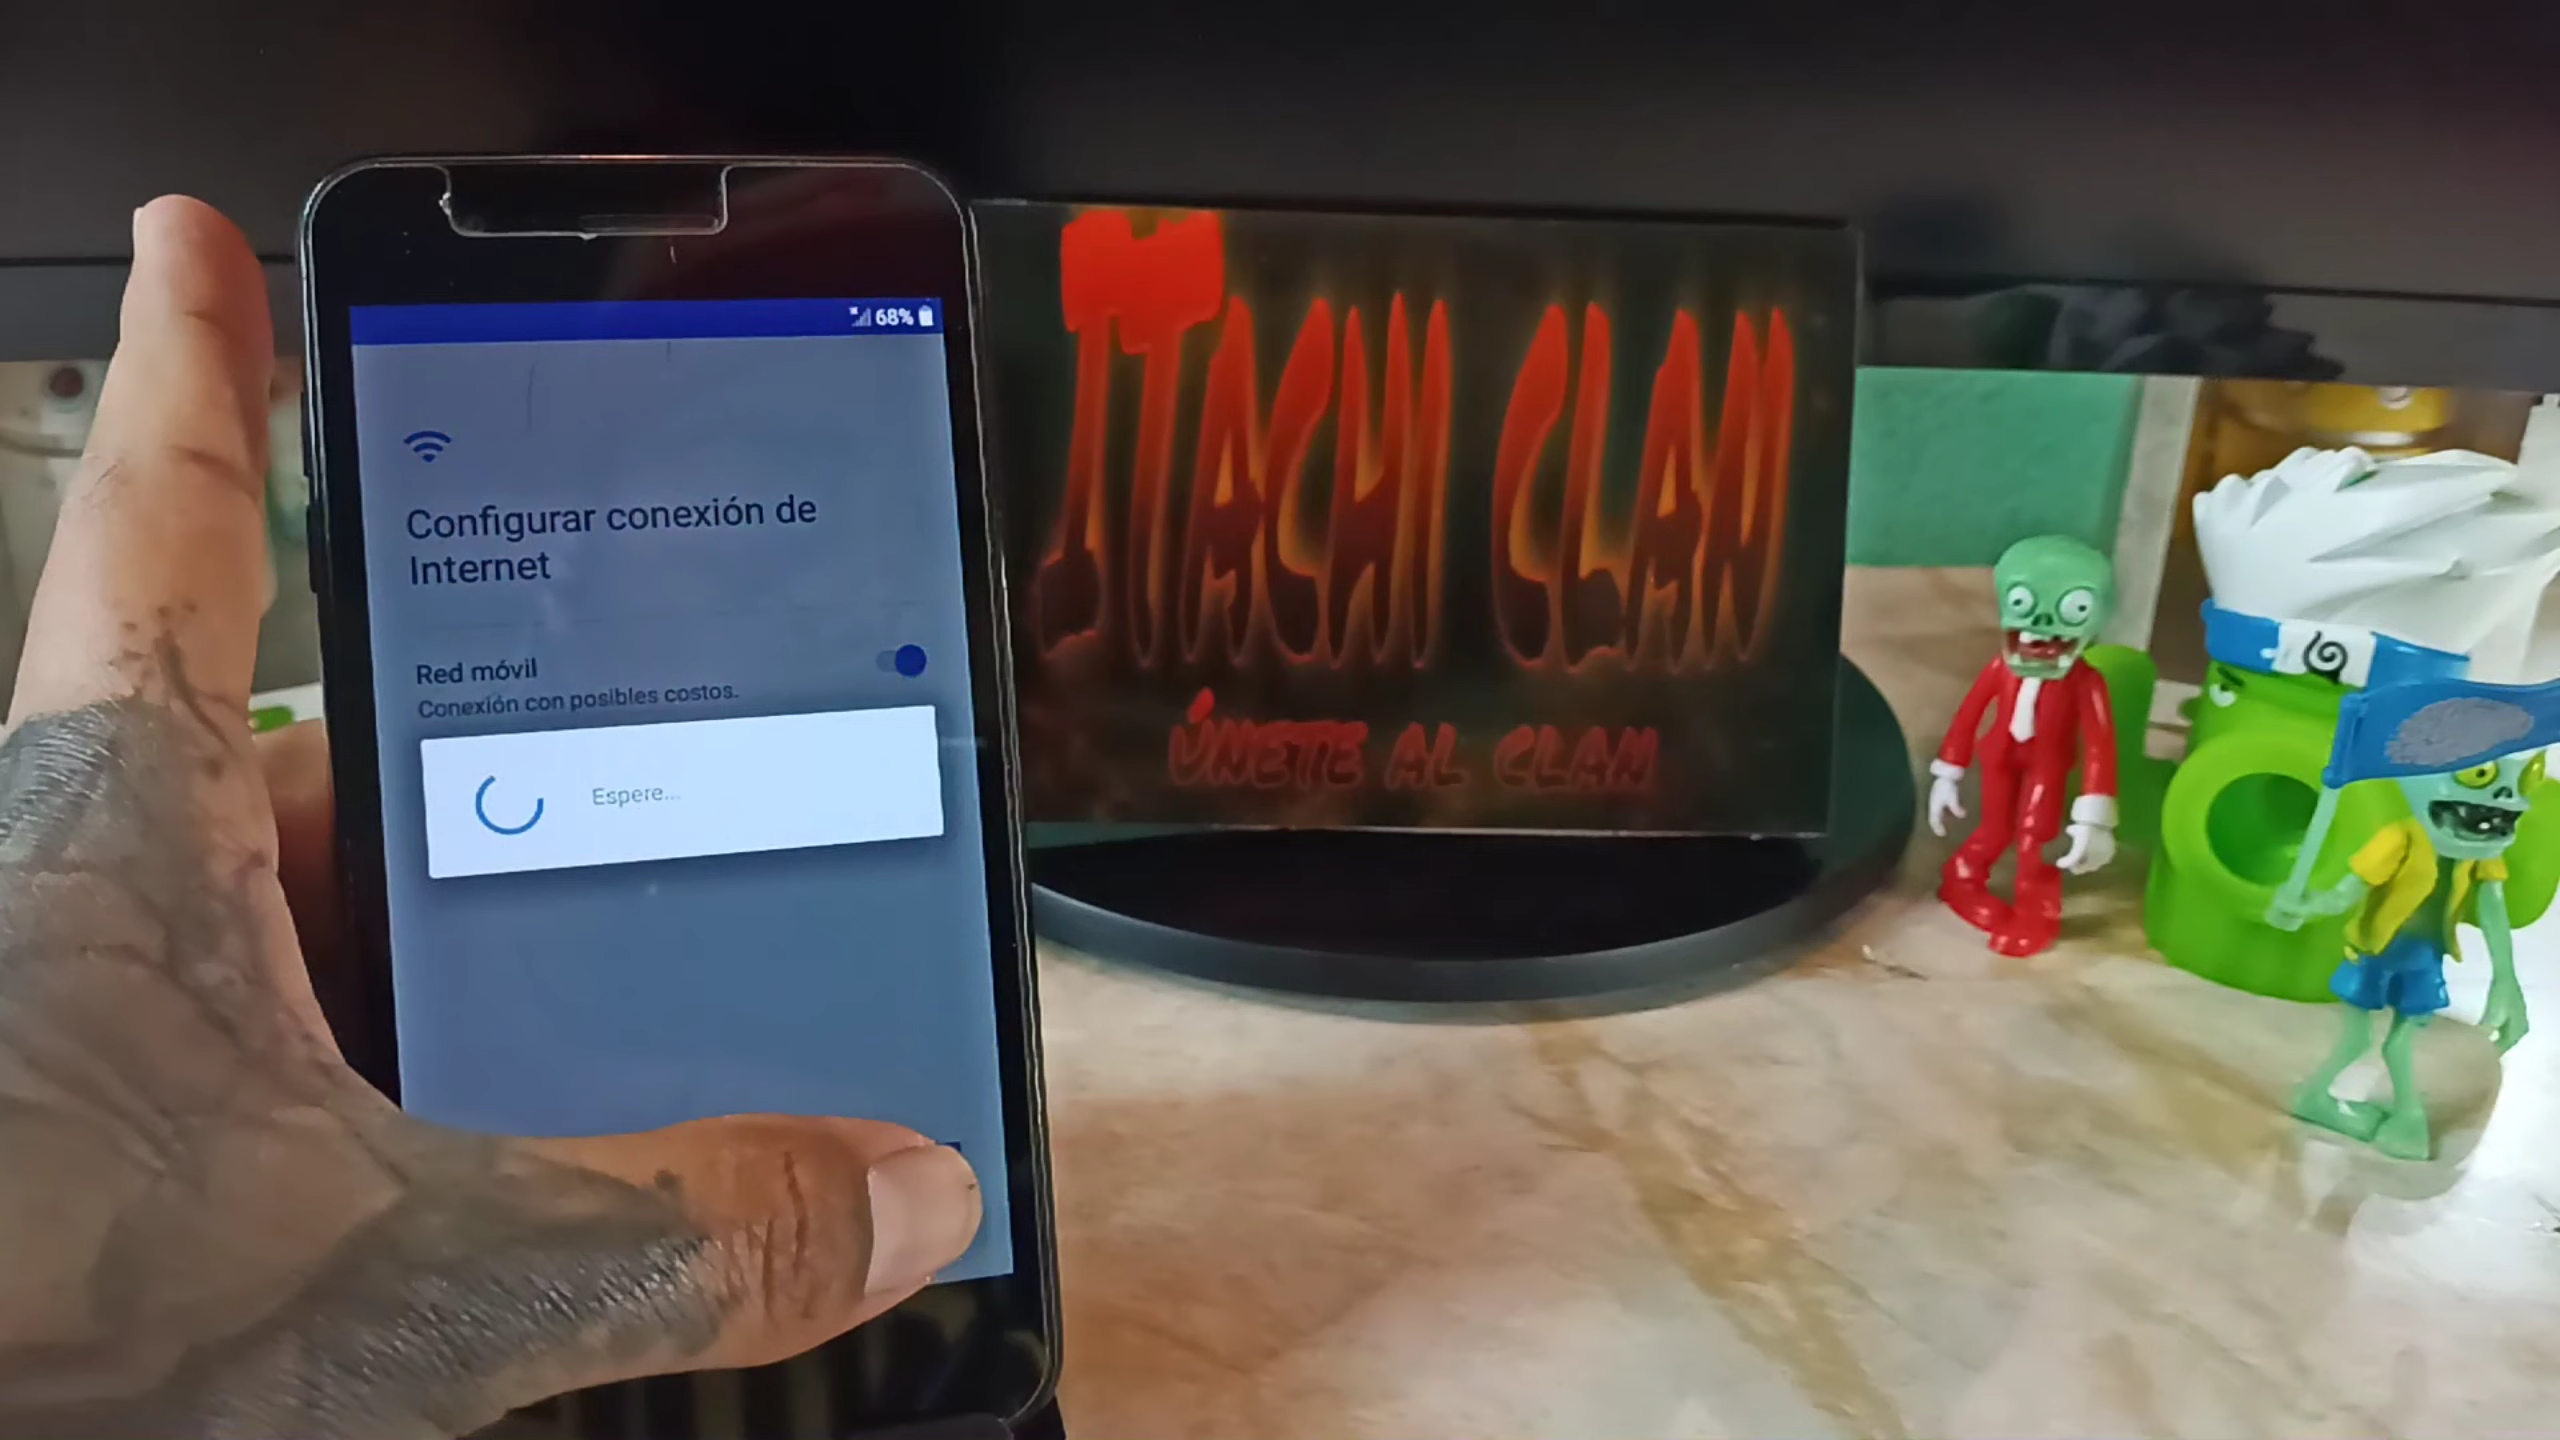 68%
Configurar conexión de
Internet
Red móvil
Conexión con posibles costos.
Espere...
ITACHI CLAN
ÚNETE AL CLAN